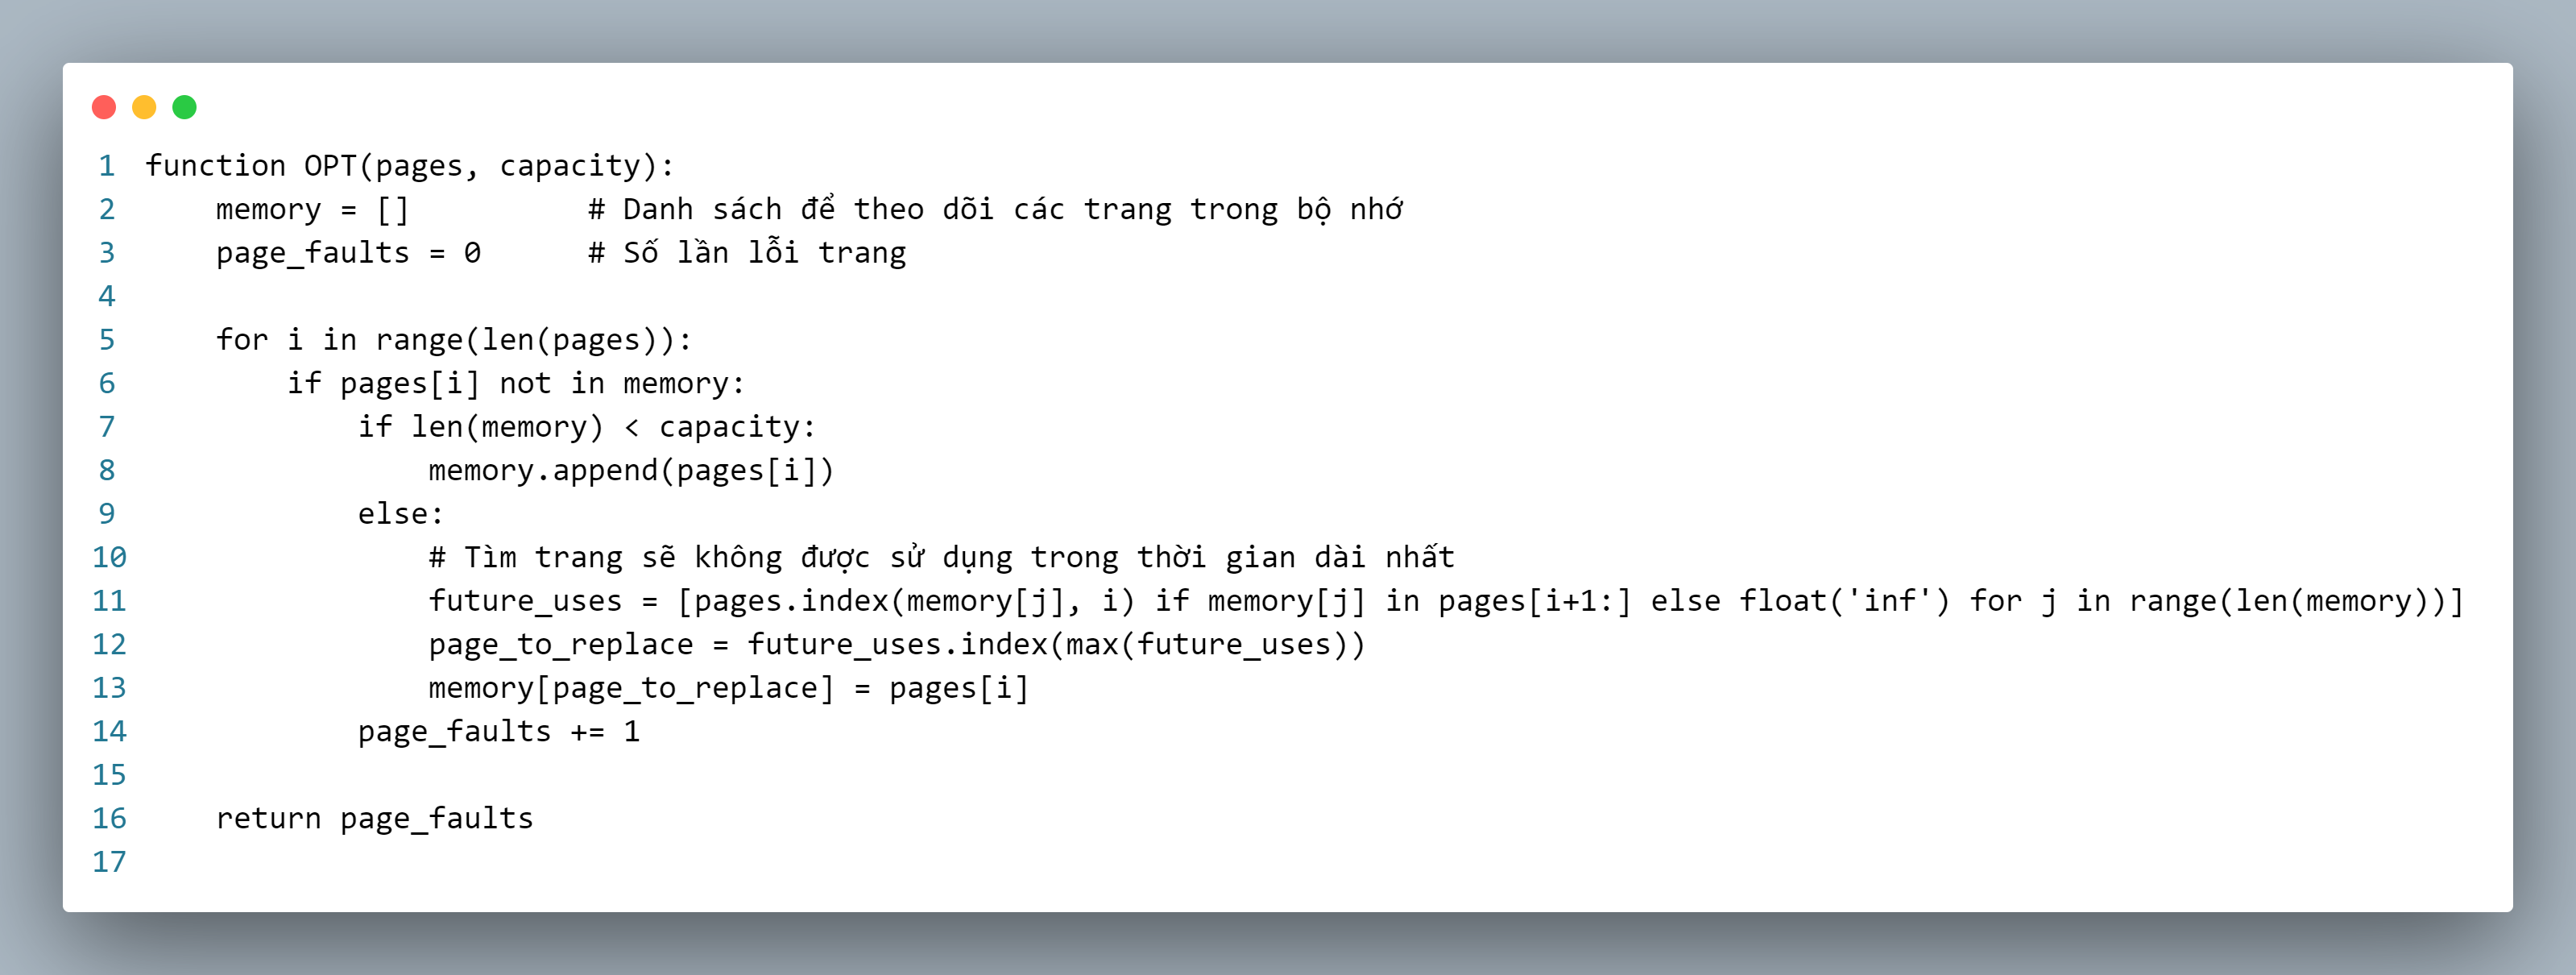 1 function OPT(pages, capacity):
2     memory = []          # Danh sách để theo dõi các trang trong bộ nhớ
3     page_faults = 0      # Số lần lỗi trang
4
5     for i in range(len(pages)):
6         if pages[i] not in memory:
7             if len(memory) < capacity:
8                 memory.append(pages[i])
9             else:
10                 # Tìm trang sẽ không được sử dụng trong thời gian dài nhất
11                 future_uses = [pages.index(memory[j], i) if memory[j] in pages[i+1:] else float('inf') for j in range(len(memory))]
12                 page_to_replace = future_uses.index(max(future_uses))
13                 memory[page_to_replace] = pages[i]
14             page_faults += 1
15
16     return page_faults
17